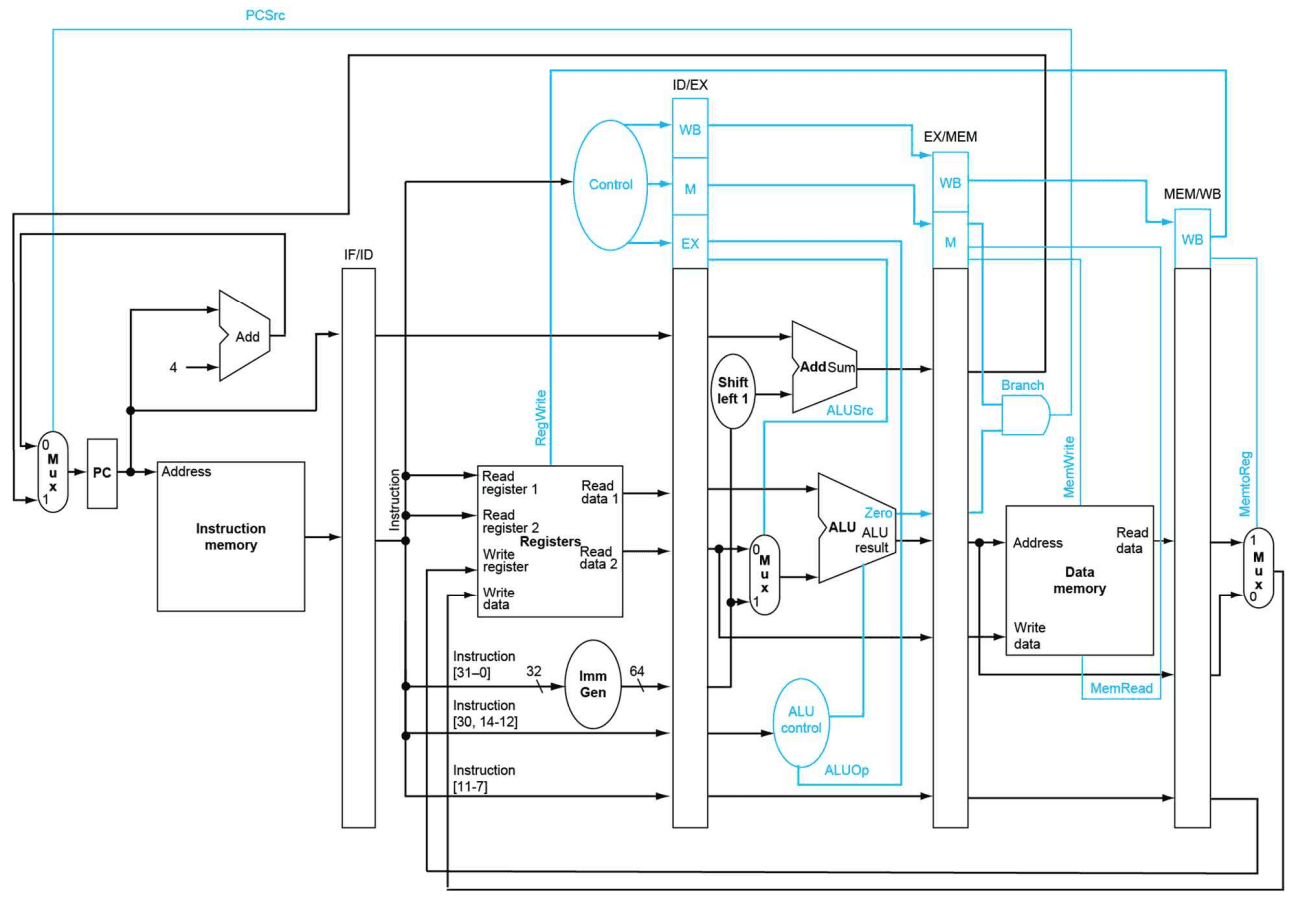 PCSrc
ID/EX
WB
EX/MEM
Control
M
WB
MEM/WB
EX
M
WB
IF/ID
Add
4
Add Sum
Shift
left 1
Branch
ALUSrc
RegWrite
MemWrite
MemtoReg
0
M
u
x
1
PC
Address
Instruction
memory
Instruction
Read
register 1
Read
data 1
Read
register 2
Registers
Read
data 2
Write
register
Write
data
Zero
ALU
ALU
result
0
M
u
x
1
Address
Read
data
Data
memory
Write
data
1
M
u
x
0
MemRead
Instruction
[31–0]
32
Imm
Gen
64
Instruction
[30, 14-12]
ALU
control
ALUOp
Instruction
[11-7]